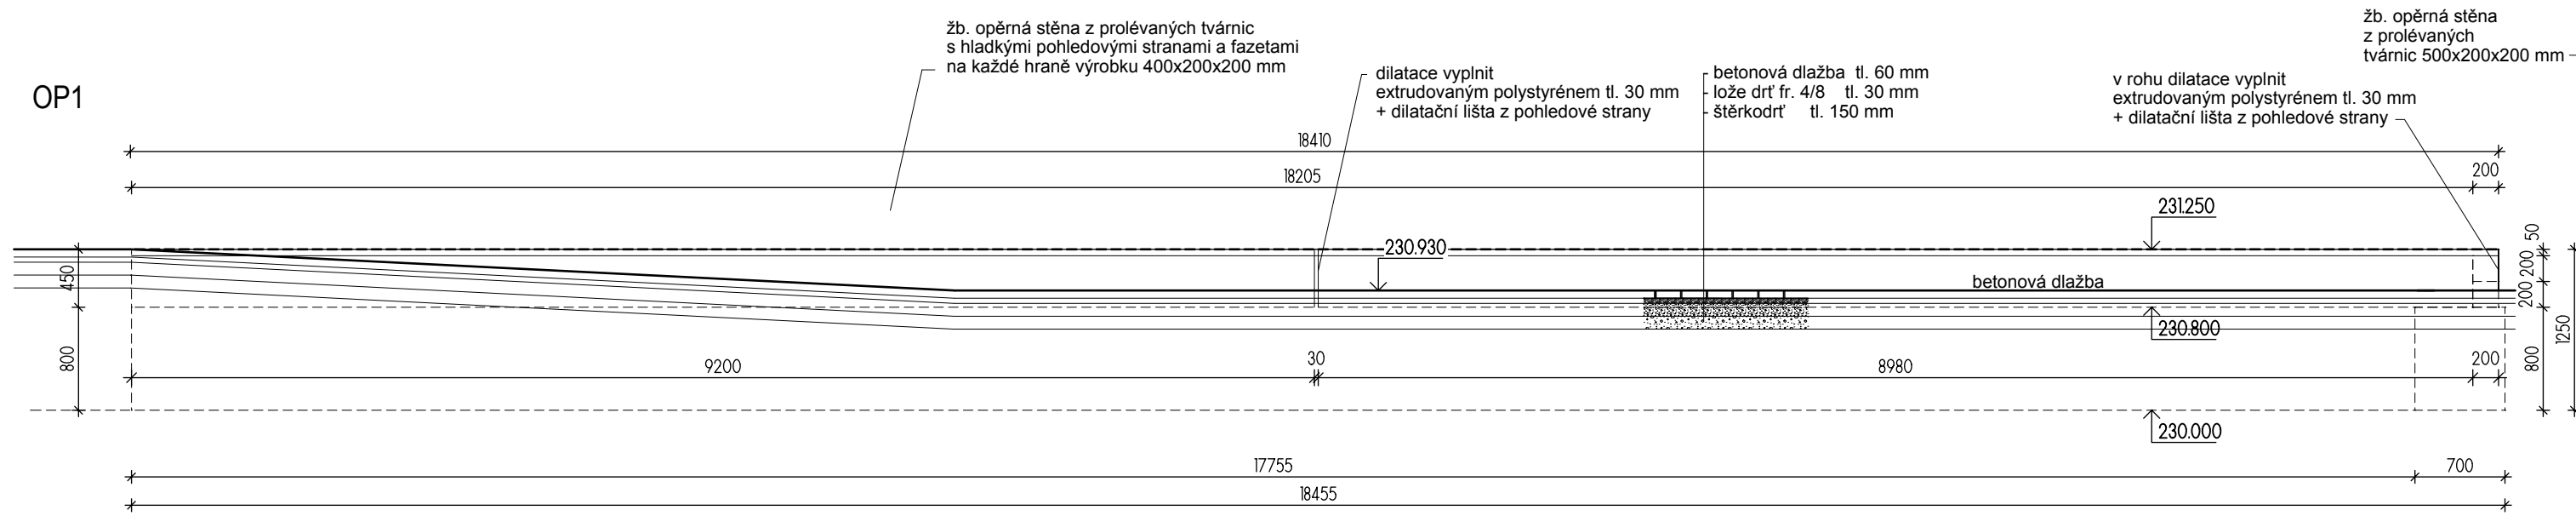 žb. opěrná stěna z prolévaných tvárnic
s hladkými pohledovými stranami a fazetami
na každé hraně výrobku 400x200x200 mm
žb. opěrná stěna
z prolévaných
tvárnic 500x200x200 mm
OP1
dilatace vyplnit
extrudovaným polystyrénem tl. 30 mm
+ dilatační lišta z pohledové strany
- betonová dlažba tl. 60 mm
- lože drť fr. 4/8 tl. 30 mm
- štěrkodrť tl. 150 mm
v rohu dilatace vyplnit
extrudovaným polystyrénem tl. 30 mm
+ dilatační lišta z pohledové strany
18410
18205
200
231.250
230.930
betonová dlažba
450
50
200
200
230.800
1250
800
9200
30
8980
200
800
230.000
17755
700
18455